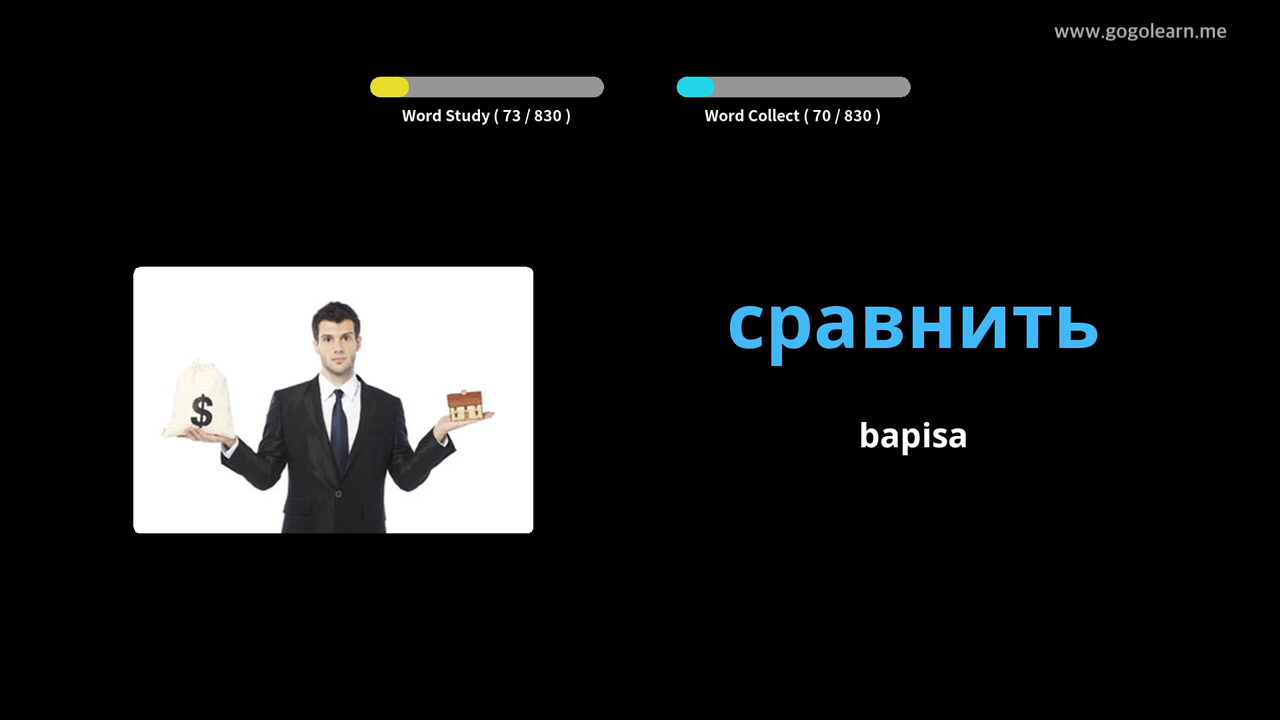 www.gogolearn.me
Word Study ( 73 / 830 )
Word Collect ( 70 / 830 )
$
сравнить
bapisa